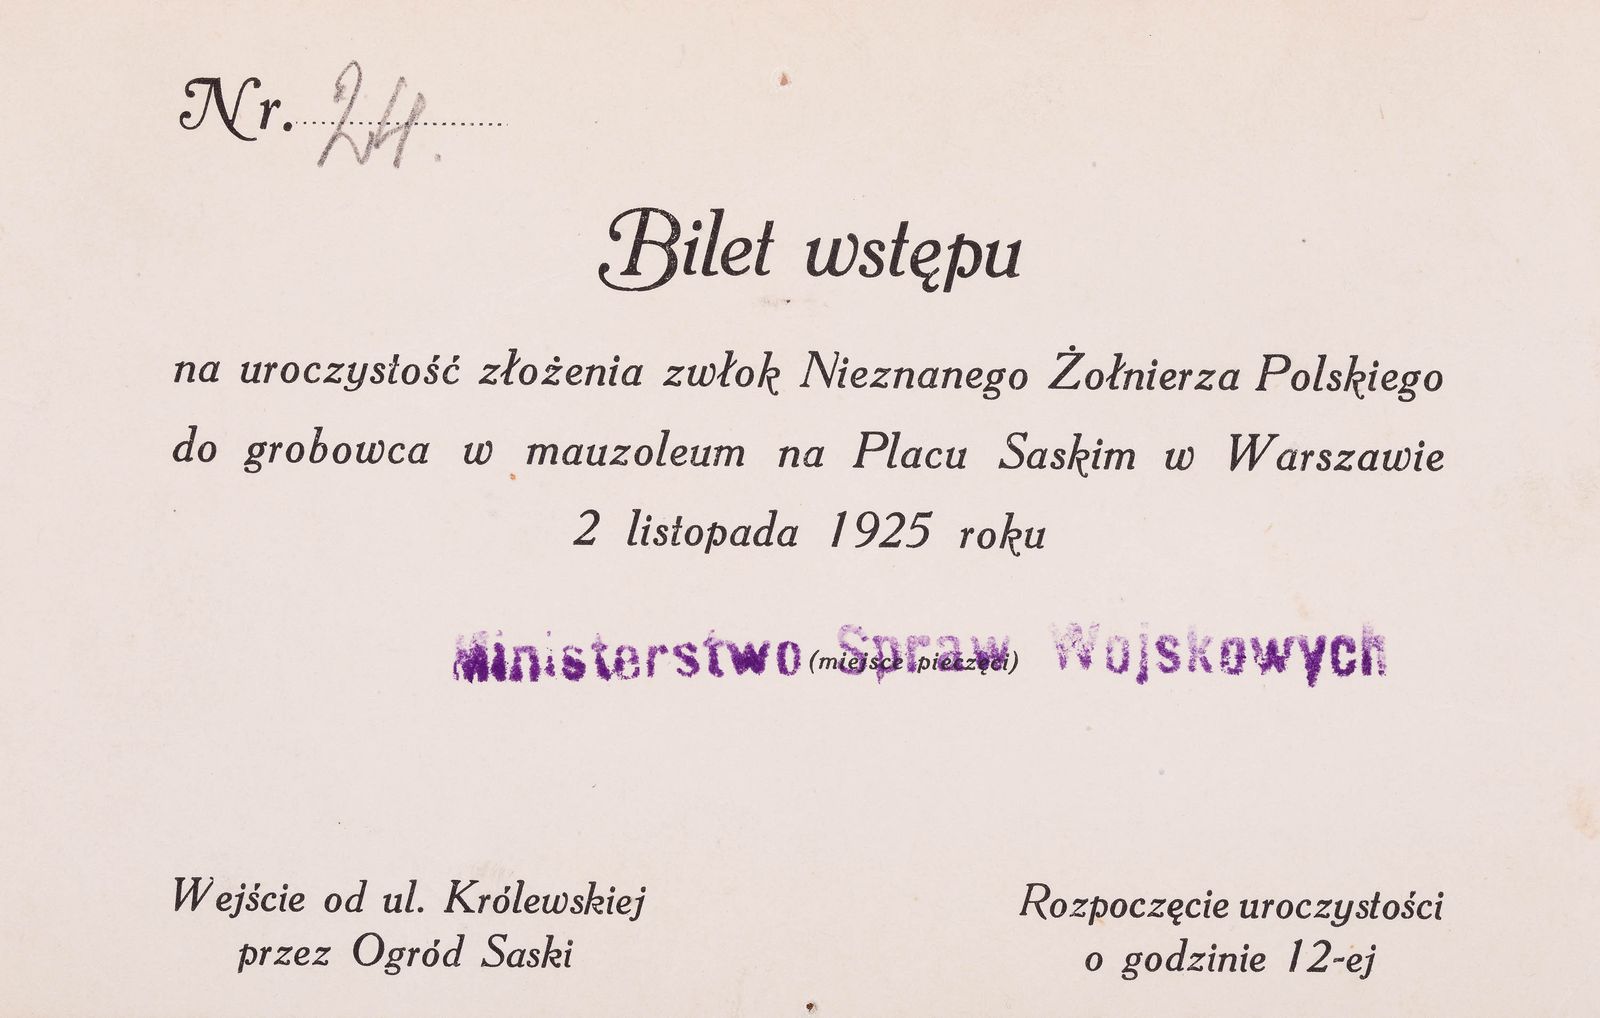 Nr. 24.
Bilet wstępu
na uroczystość złożenia zwłok Nieznanego Żołnierza Polskiego
do grobowca w mauzoleum na Placu Saskim w Warszawie
2 listopada 1925 roku
Ministerstwo Spraw Wojskowych
(miejsce pieczęci)
Wejście od ul. Królewskiej
przez Ogród Saski
Rozpoczęcie uroczystości
o godzinie 12-ej